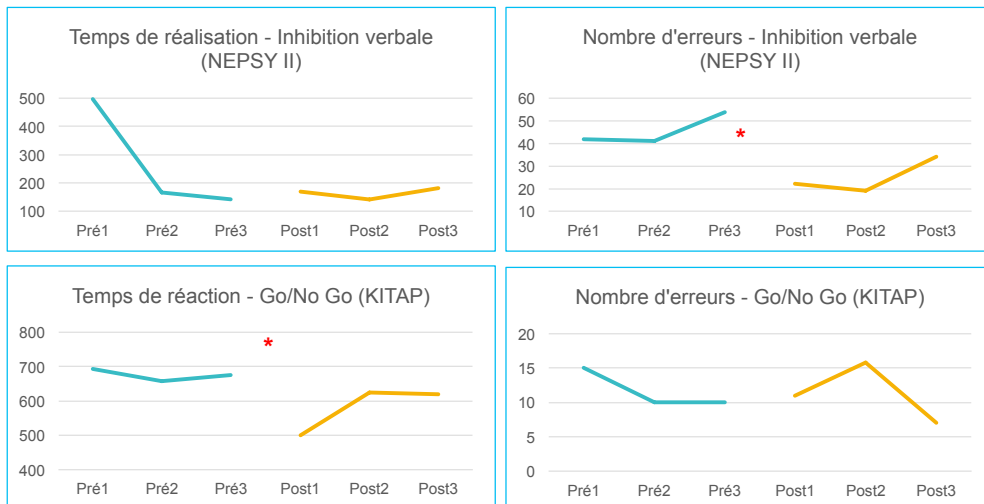 Temps de réalisation - Inhibition verbale
(NEPSY II)
500
400
300
200
100
Pré1 Pré2 Pré3 Post1 Post2 Post3
Nombre d'erreurs - Inhibition verbale
(NEPSY II)
60
50
40
30
20
10
*
Pré1 Pré2 Pré3 Post1 Post2 Post3
Temps de réaction - Go/No Go (KITAP)
800
700
600
500
400
*
Pré1 Pré2 Pré3 Post1 Post2 Post3
Nombre d'erreurs - Go/No Go (KITAP)
20
15
10
5
0
Pré1 Pré2 Pré3 Post1 Post2 Post3